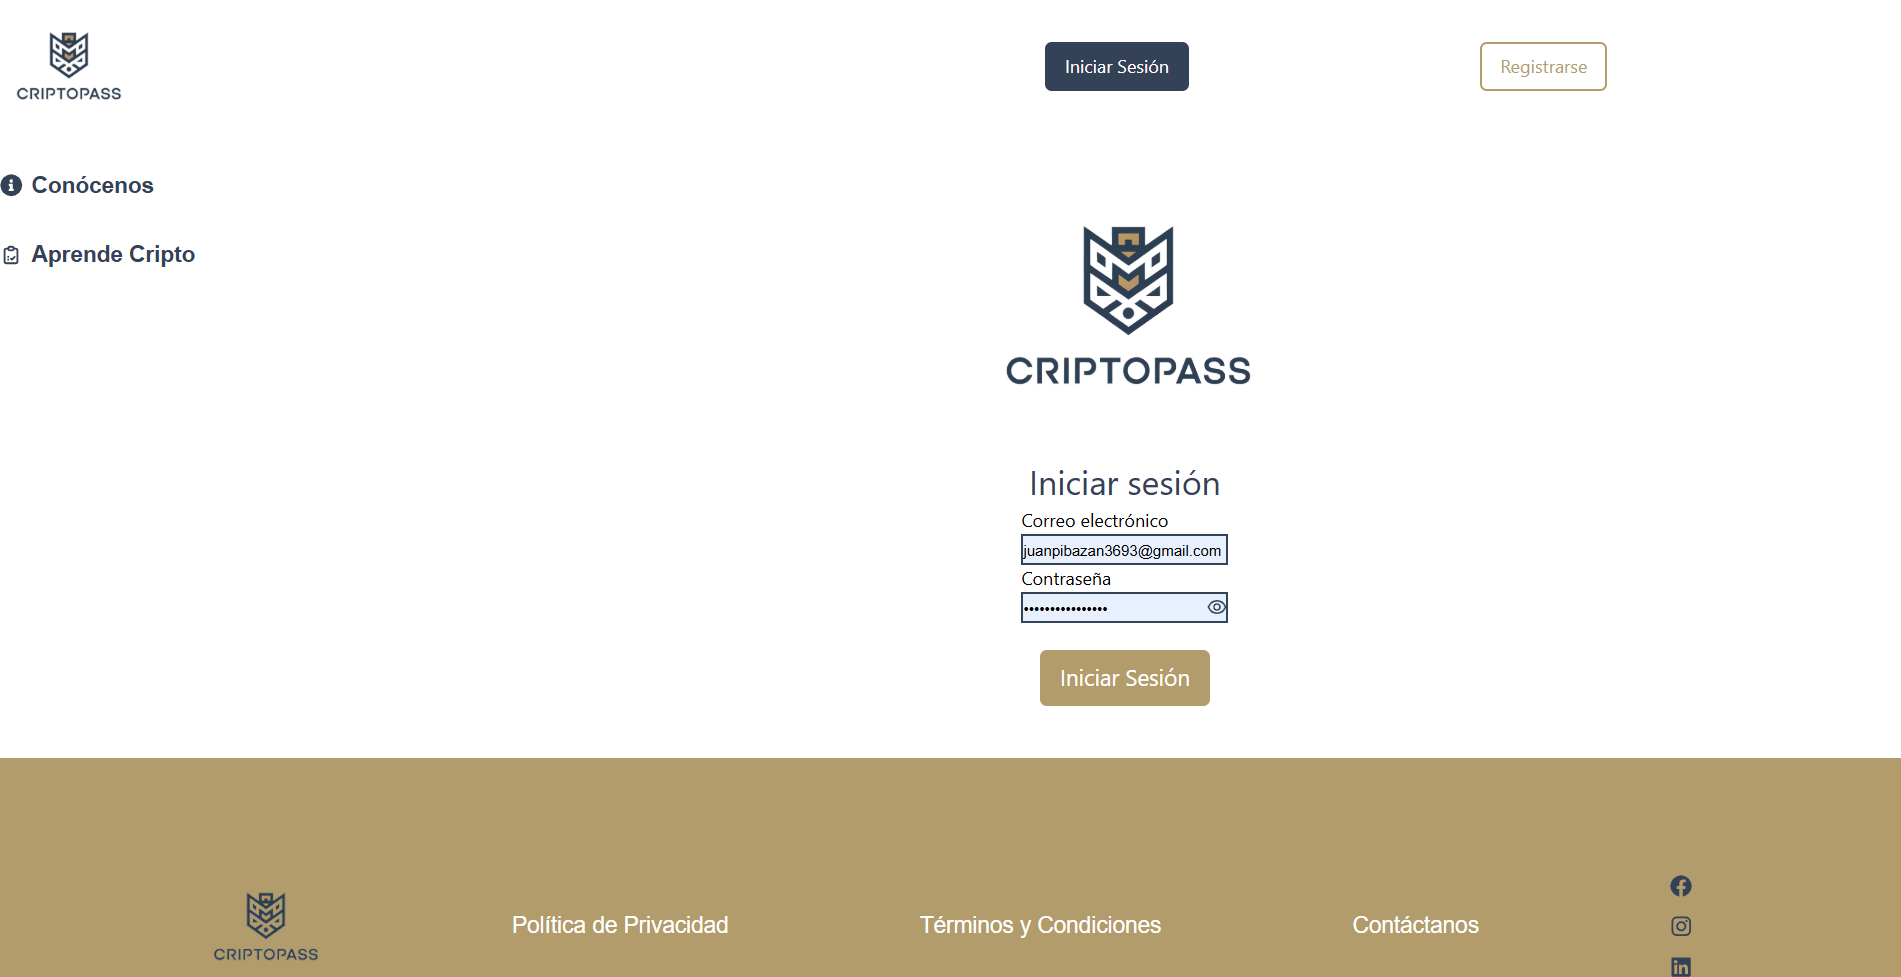 CRIPTOPASS
Iniciar Sesión
Registrarse
Conócenos
Aprende Cripto
CRIPTOPASS
Iniciar sesión
Correo electrónico
juanpibazan3693@gmail.com
Contraseña
••••••••••••••••
Iniciar Sesión
CRIPTOPASS
Política de Privacidad
Términos y Condiciones
Contáctanos